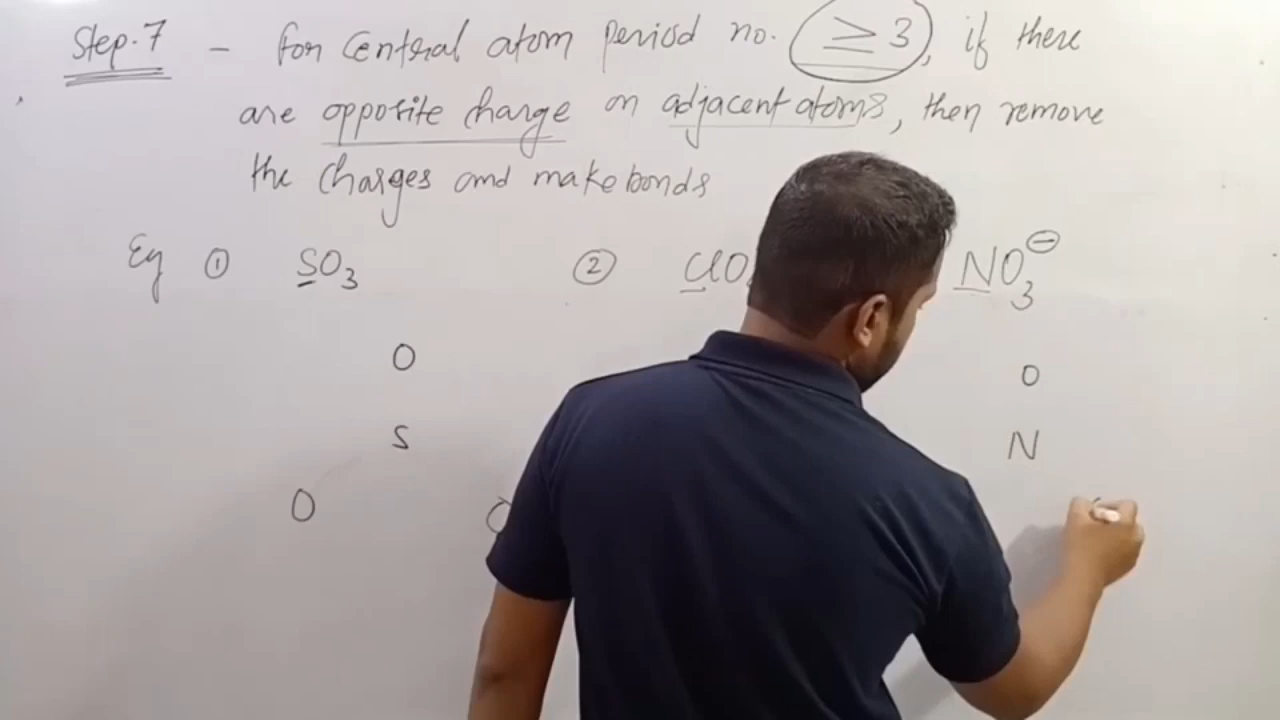 Step-7 - for Central atom period no. ≥ 3, if there
are opposite charge on adjacent atoms, then remove
the Charges and make bonds
Eg ① SO₃ ② ClO NO₃⊖
O O
S N
O O